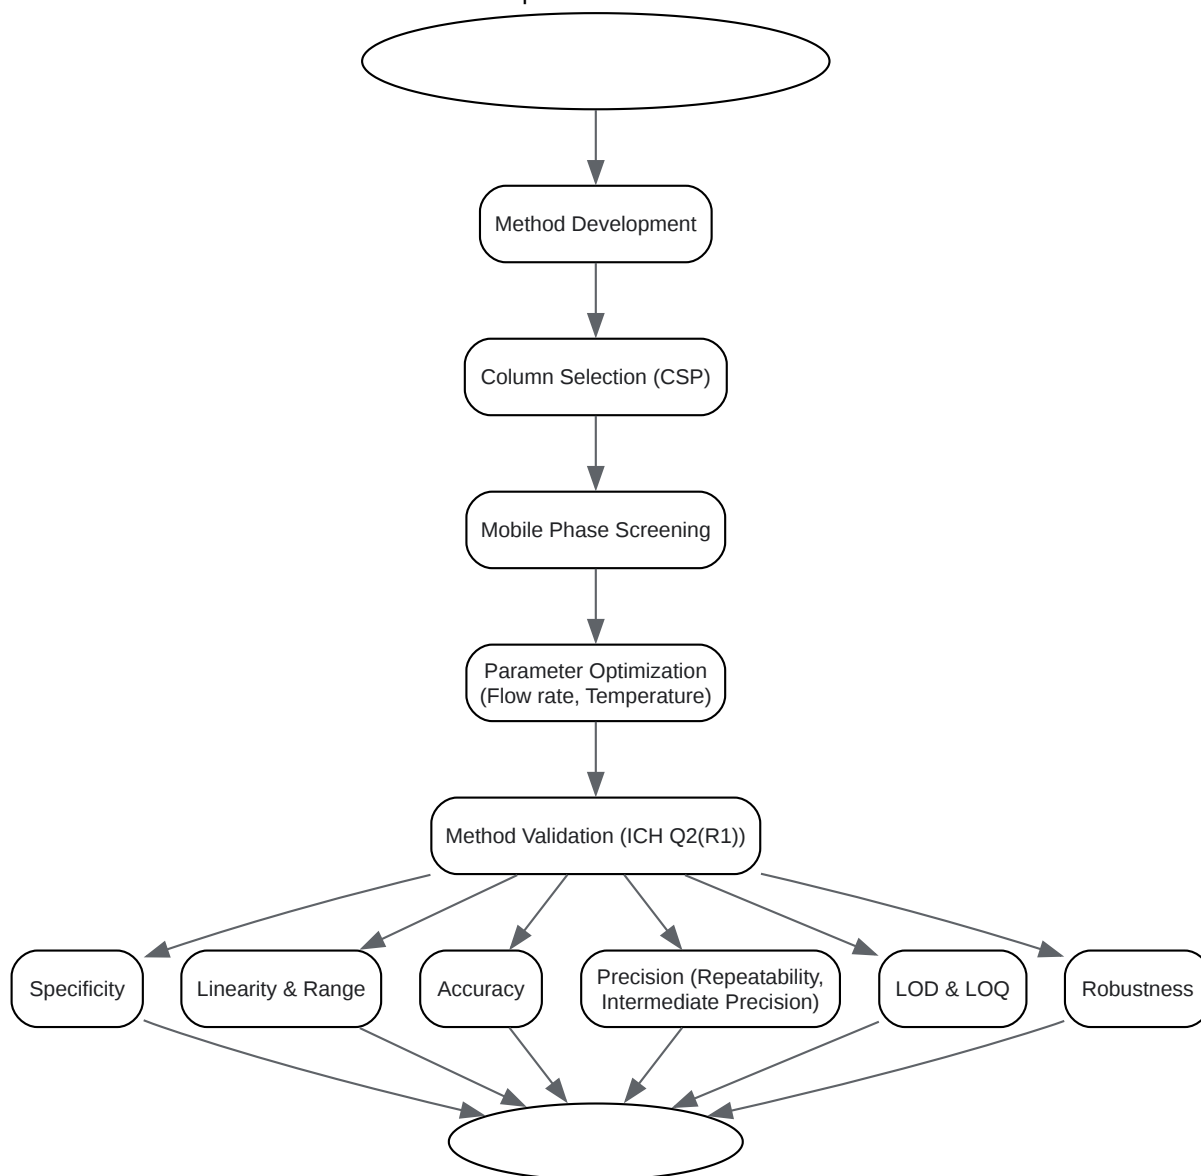 Method Development
Column Selection (CSP)
Mobile Phase Screening
Parameter Optimization
(Flow rate, Temperature)
Method Validation (ICH Q2(R1))
Specificity
Linearity & Range
Accuracy
Precision (Repeatability,
Intermediate Precision)
LOD & LOQ
Robustness